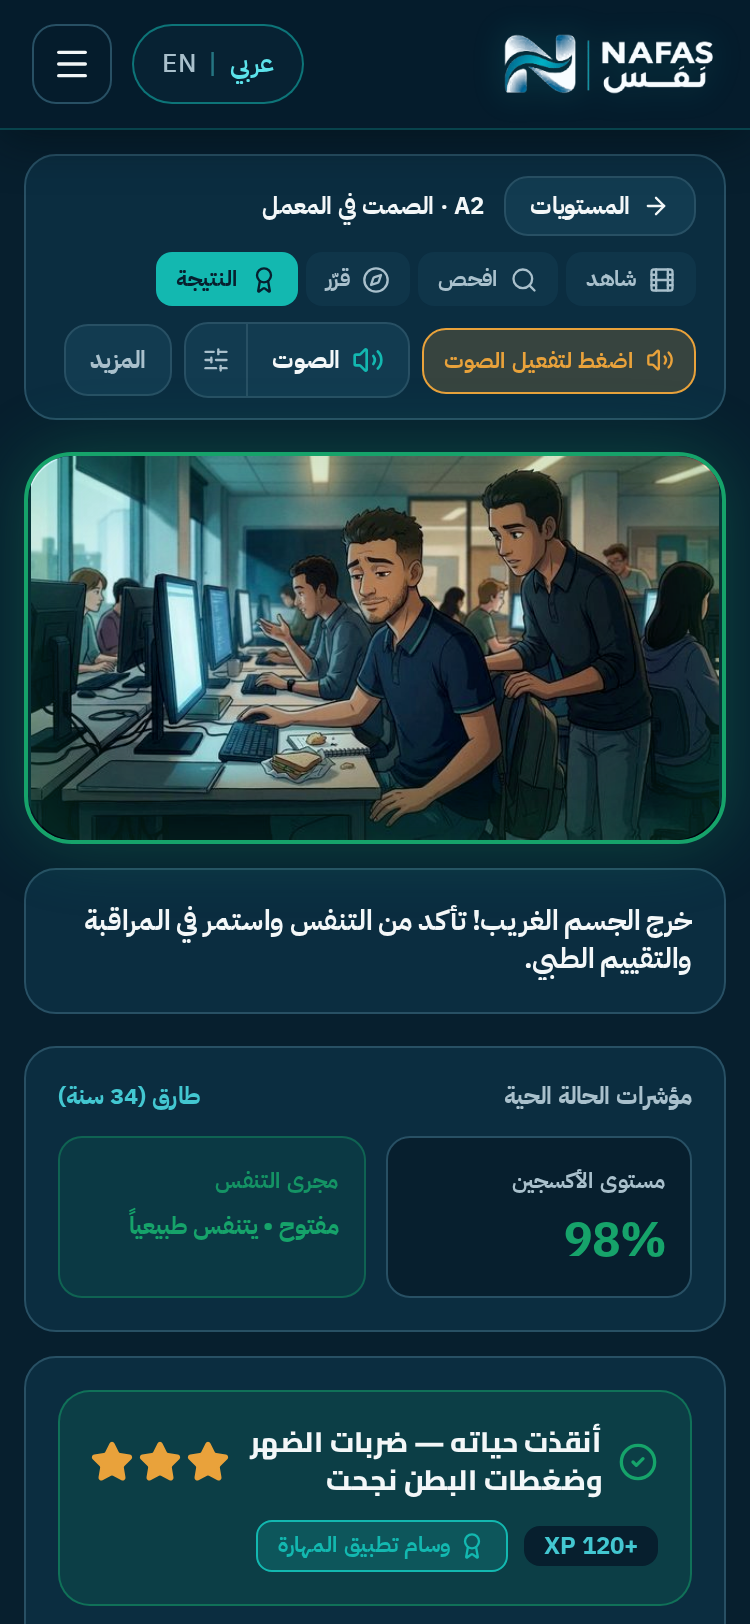 NAFAS
نَفَـس
عربي | EN
المستويات
A2 · الصمت في المعمل
شاهد
افحص
قرّر
النتيجة
اضغط لتفعيل الصوت
الصوت
المزيد
خرج الجسم الغريب! تأكد من التنفس واستمر في المراقبة
والتقييم الطبي.
مؤشرات الحالة الحية
طارق (34 سنة)
مستوى الأكسجين
98%
مجرى التنفس
مفتوح • يتنفس طبيعياً
أنقذت حياته — ضربات الضهر
وضغطات البطن نجحت
+120 XP
وسام تطبيق المهارة